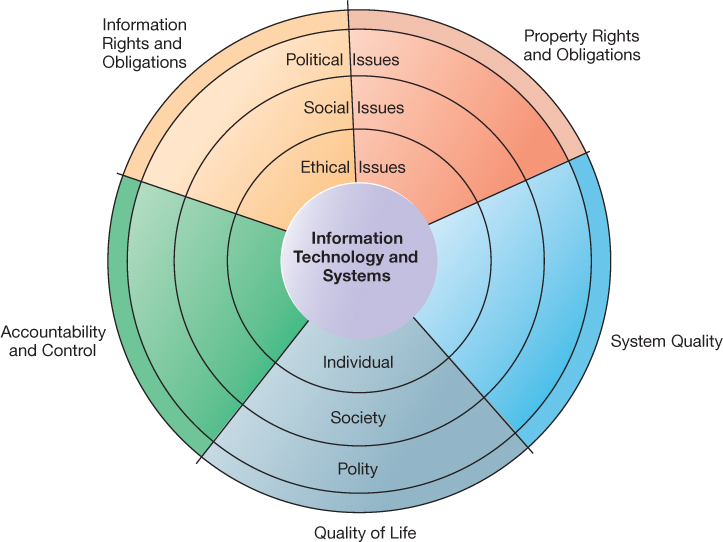 Information
Rights and
Obligations
Property Rights
and Obligations
Political Issues
Social Issues
Ethical Issues
Information
Technology and
Systems
Accountability
and Control
System Quality
Individual
Society
Polity
Quality of Life